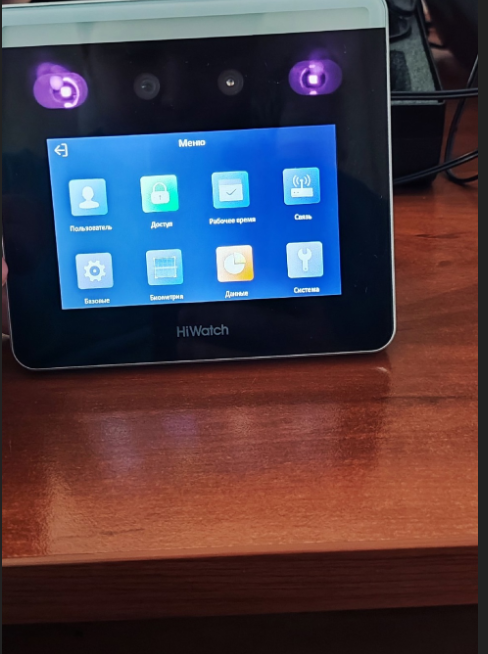 Меню
Пользователь
Доступ
Рабочее время
Связь
Базовые
Биометрия
Данные
Система
HiWatch